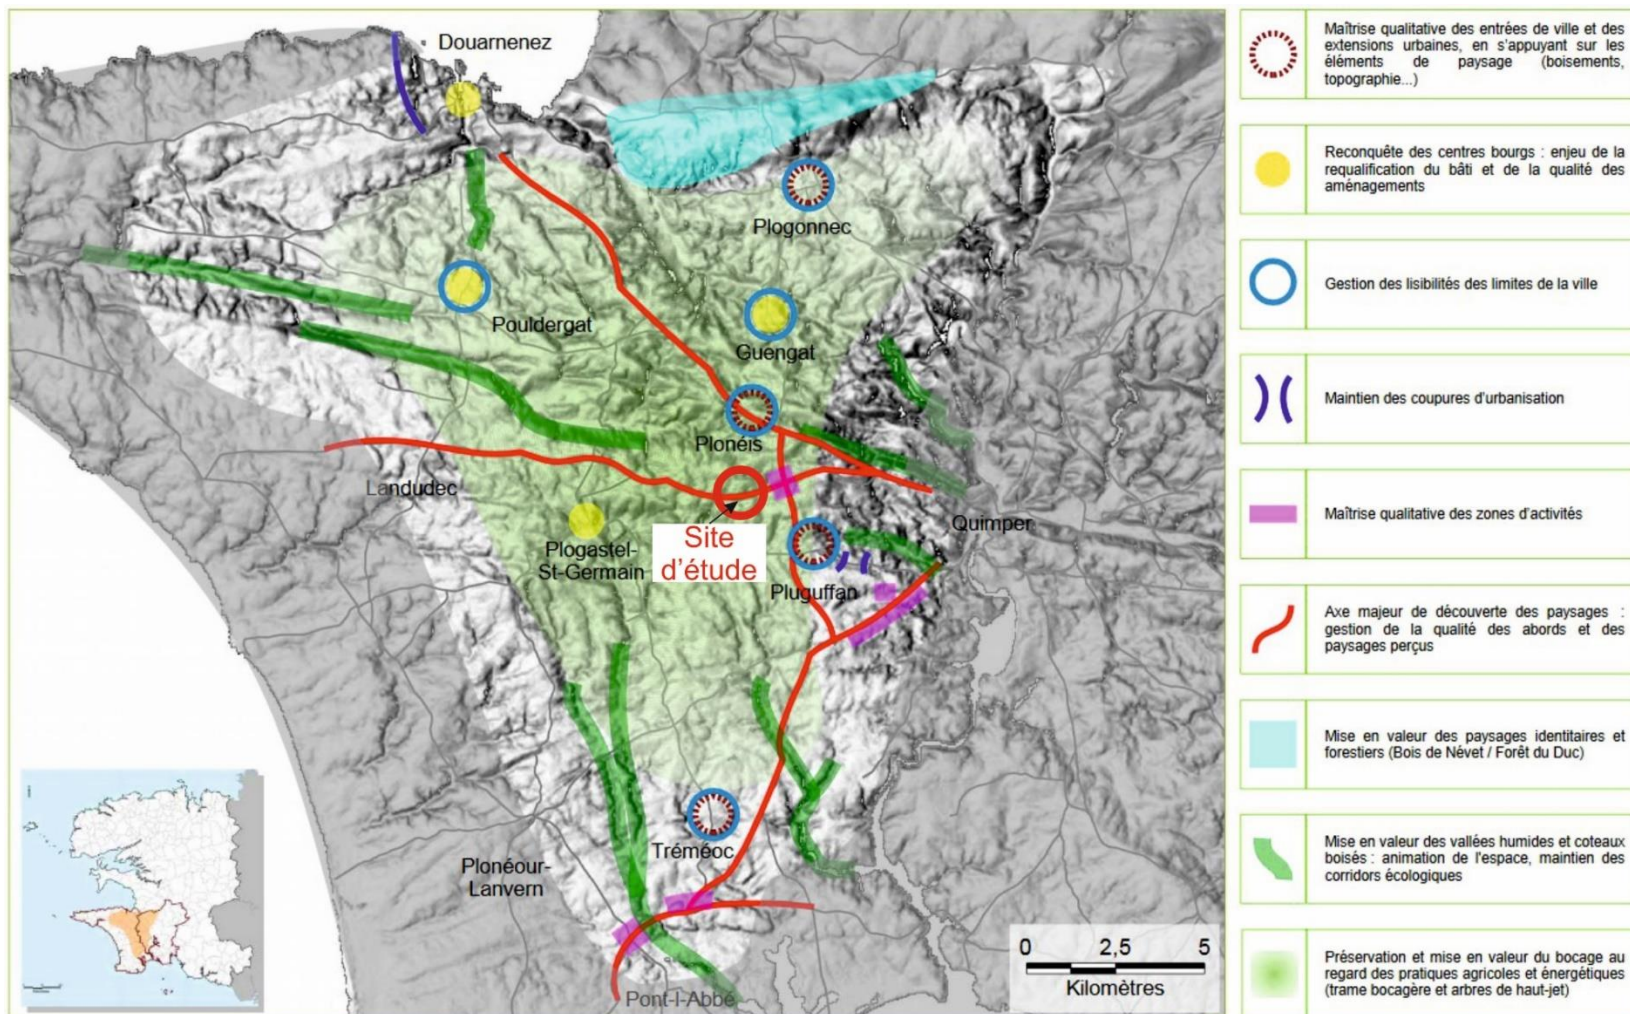 Douarnenez
Plogonnec
Pouldergat
Guengat
Plonéis
Landudec
Site
d'étude
Plogastel-
St-Germain
Quimper
Pluguffan
Tréméoc
Plonéour-
Lanvern
Pont-l-Abbé
0 2,5 5
Kilomètres
Maîtrise qualitative des entrées de ville et des
extensions urbaines, en s'appuyant sur les
éléments de paysage (boisements,
topographie...)
Reconquête des centres bourgs : enjeu de la
requalification du bâti et de la qualité des
aménagements
Gestion des lisibilités des limites de la ville
Maintien des coupures d'urbanisation
Maîtrise qualitative des zones d'activités
Axe majeur de découverte des paysages :
gestion de la qualité des abords et des
paysages perçus
Mise en valeur des paysages identitaires et
forestiers (Bois de Névet / Forêt du Duc)
Mise en valeur des vallées humides et coteaux
boisés : animation de l'espace, maintien des
corridors écologiques
Préservation et mise en valeur du bocage au
regard des pratiques agricoles et énergétiques
(trame bocagère et arbres de haut-jet)